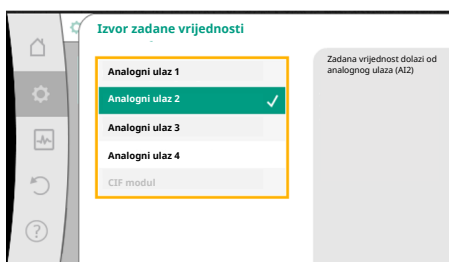 Izvor zadane vrijednosti
Analogni ulaz 1
Analogni ulaz 2
Analogni ulaz 3
Analogni ulaz 4
CIF modul
Zadana vrijednost dolazi od
analognog ulaza (AI2)
?